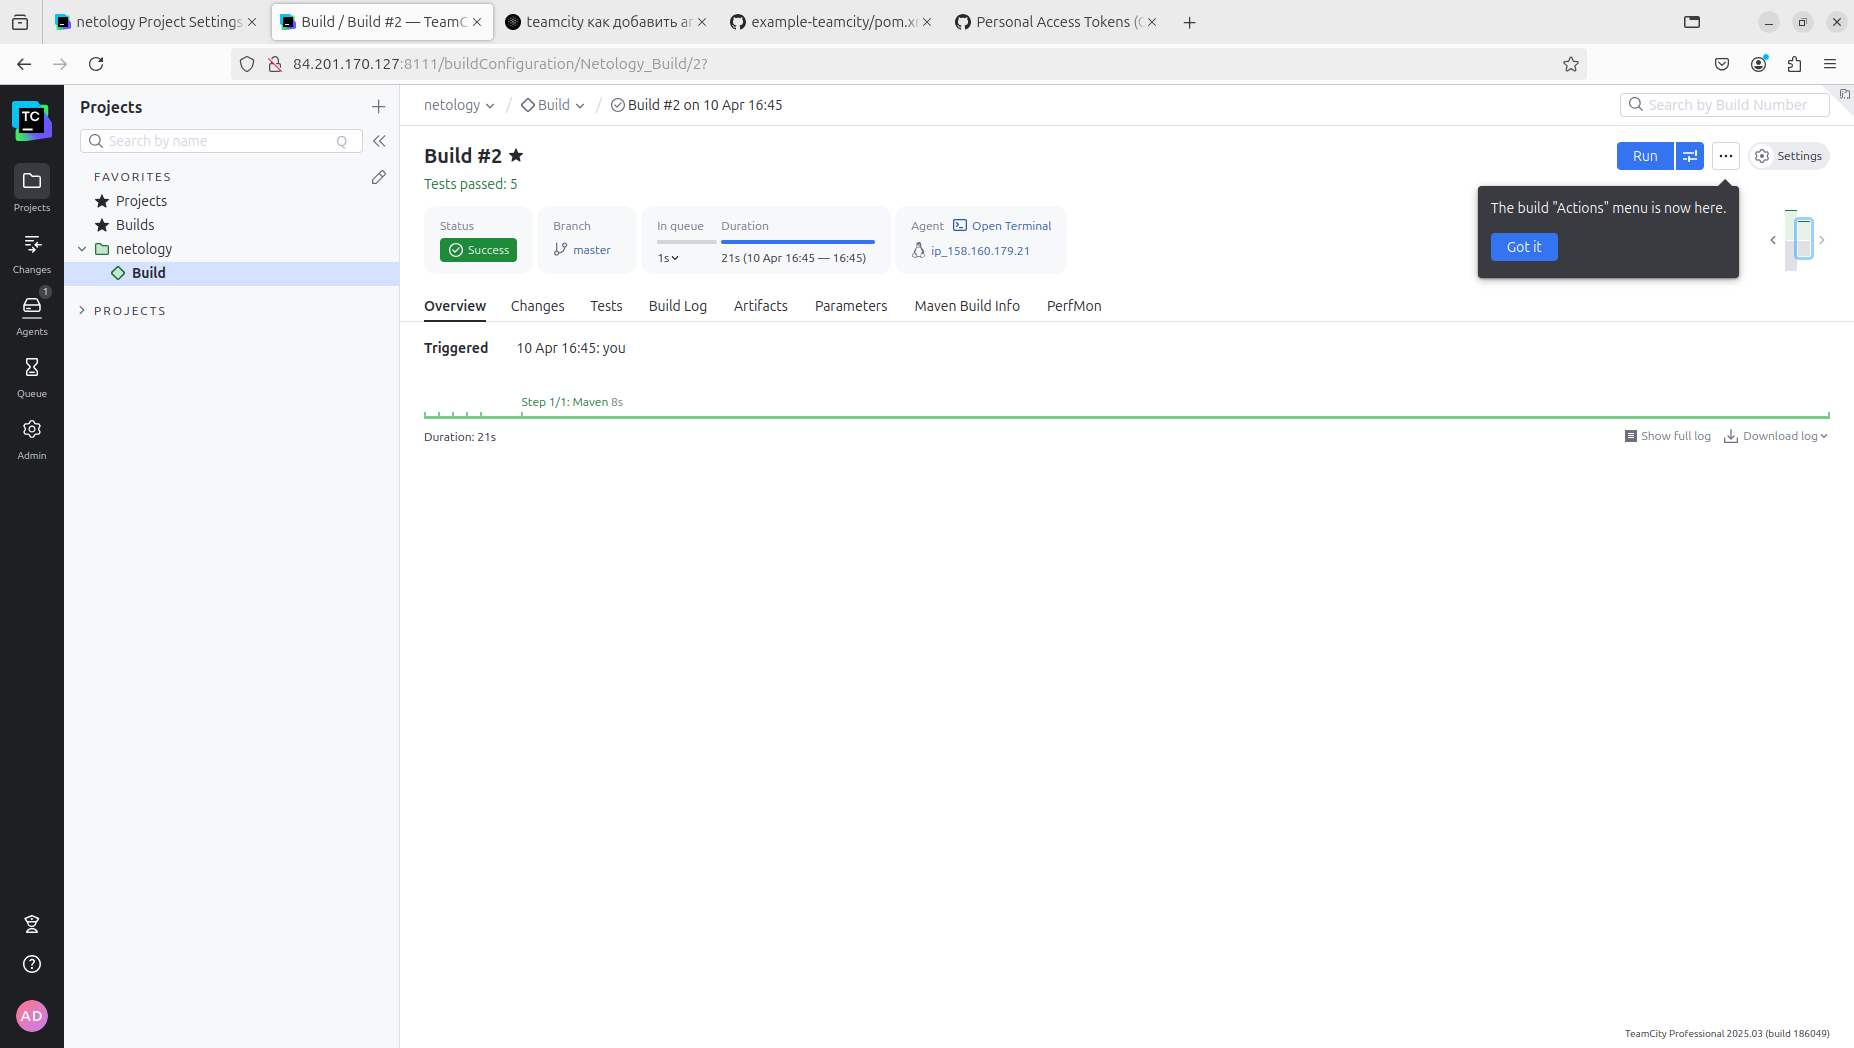 netology Project Settings
Build / Build #2 — TeamC
teamcity как добавить аг
example-teamcity/pom.xm
Personal Access Tokens (C
84.201.170.127:8111/buildConfiguration/Netology_Build/2?
TC
Projects
Changes
1
Agents
Queue
Admin
AD
Projects
Search by name
Q
FAVORITES
Projects
Builds
netology
Build
PROJECTS
netology / Build / Build #2 on 10 Apr 16:45
Search by Build Number
Build #2
Run
Settings
Tests passed: 5
The build "Actions" menu is now here.
Got it
Status
Success
Branch
master
In queue
1s
Duration
21s (10 Apr 16:45 — 16:45)
Agent
Open Terminal
ip_158.160.179.21
Overview
Changes
Tests
Build Log
Artifacts
Parameters
Maven Build Info
PerfMon
Triggered
10 Apr 16:45: you
Step 1/1: Maven 8s
Duration: 21s
Show full log
Download log
TeamCity Professional 2025.03 (build 186049)